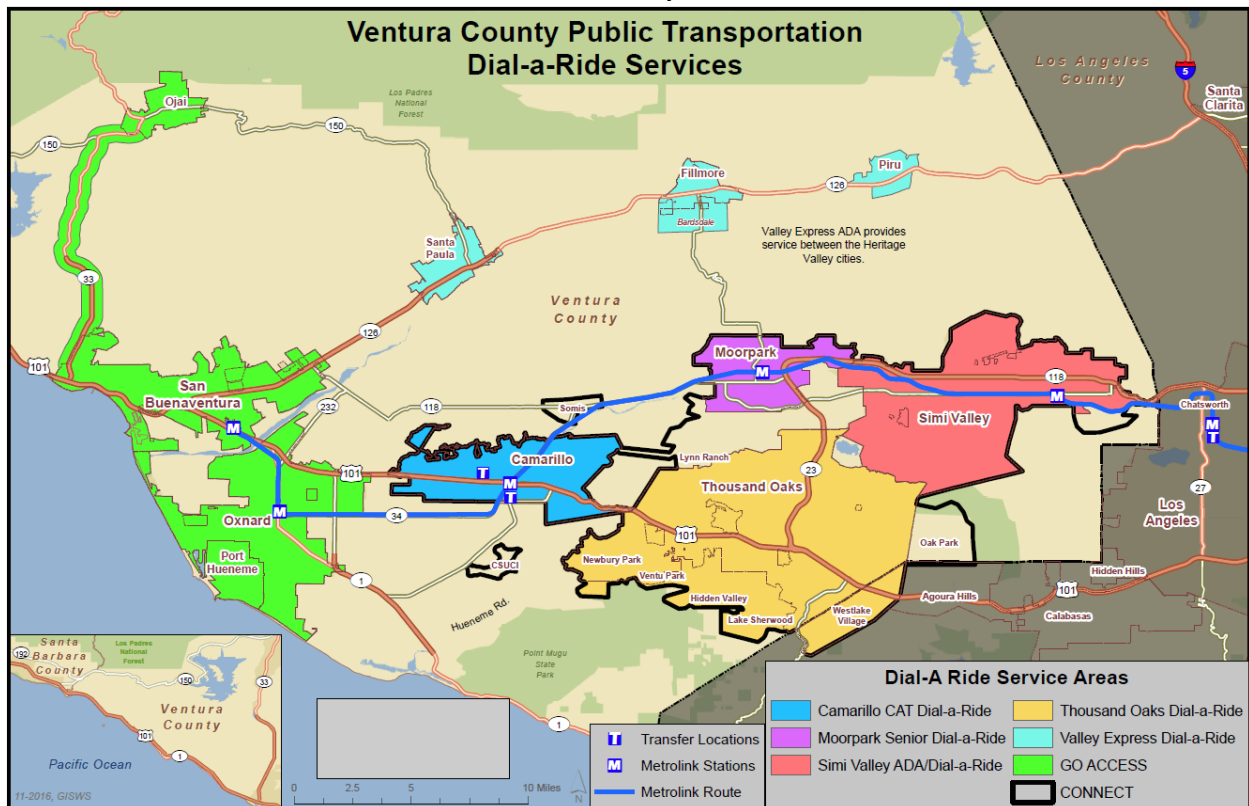 Ventura County Public Transportation
Dial-a-Ride Services
Los Angeles
County
5
Santa
Clarita
Los Padres
National
Forest
Ojai
150
150
33
Piru
126
Fillmore
Bardsdale
Santa
Paula
Valley Express ADA provides
service between the Heritage
Valley cities.
Ventura
County
126
101
San
Buenaventura
232
118
Somis
Moorpark
M
118
M
Chatsworth
M
T
Simi Valley
M
101
Camarillo
T
M
T
Lynn Ranch
Thousand Oaks
23
27
Los
Angeles
M
Oxnard
34
Port
Hueneme
101
Oak Park
CSUCI
Newbury Park
Ventu Park
Hidden Valley
Lake Sherwood
Westlake
Village
Agoura Hills
101
Hidden Hills
Calabasas
1
Hueneme Rd.
Point Mugu
State
Park
1
Santa
Barbara
County
Los Padres
National
Forest
192
150
33
Ventura
County
101
1
Pacific Ocean
11-2016, GISWS
0
2.5
5
10 Miles
N
T Transfer Locations
M Metrolink Stations
Metrolink Route
Dial-A Ride Service Areas
Camarillo CAT Dial-a-Ride
Moorpark Senior Dial-a-Ride
Simi Valley ADA/Dial-a-Ride
Thousand Oaks Dial-a-Ride
Valley Express Dial-a-Ride
GO ACCESS
CONNECT